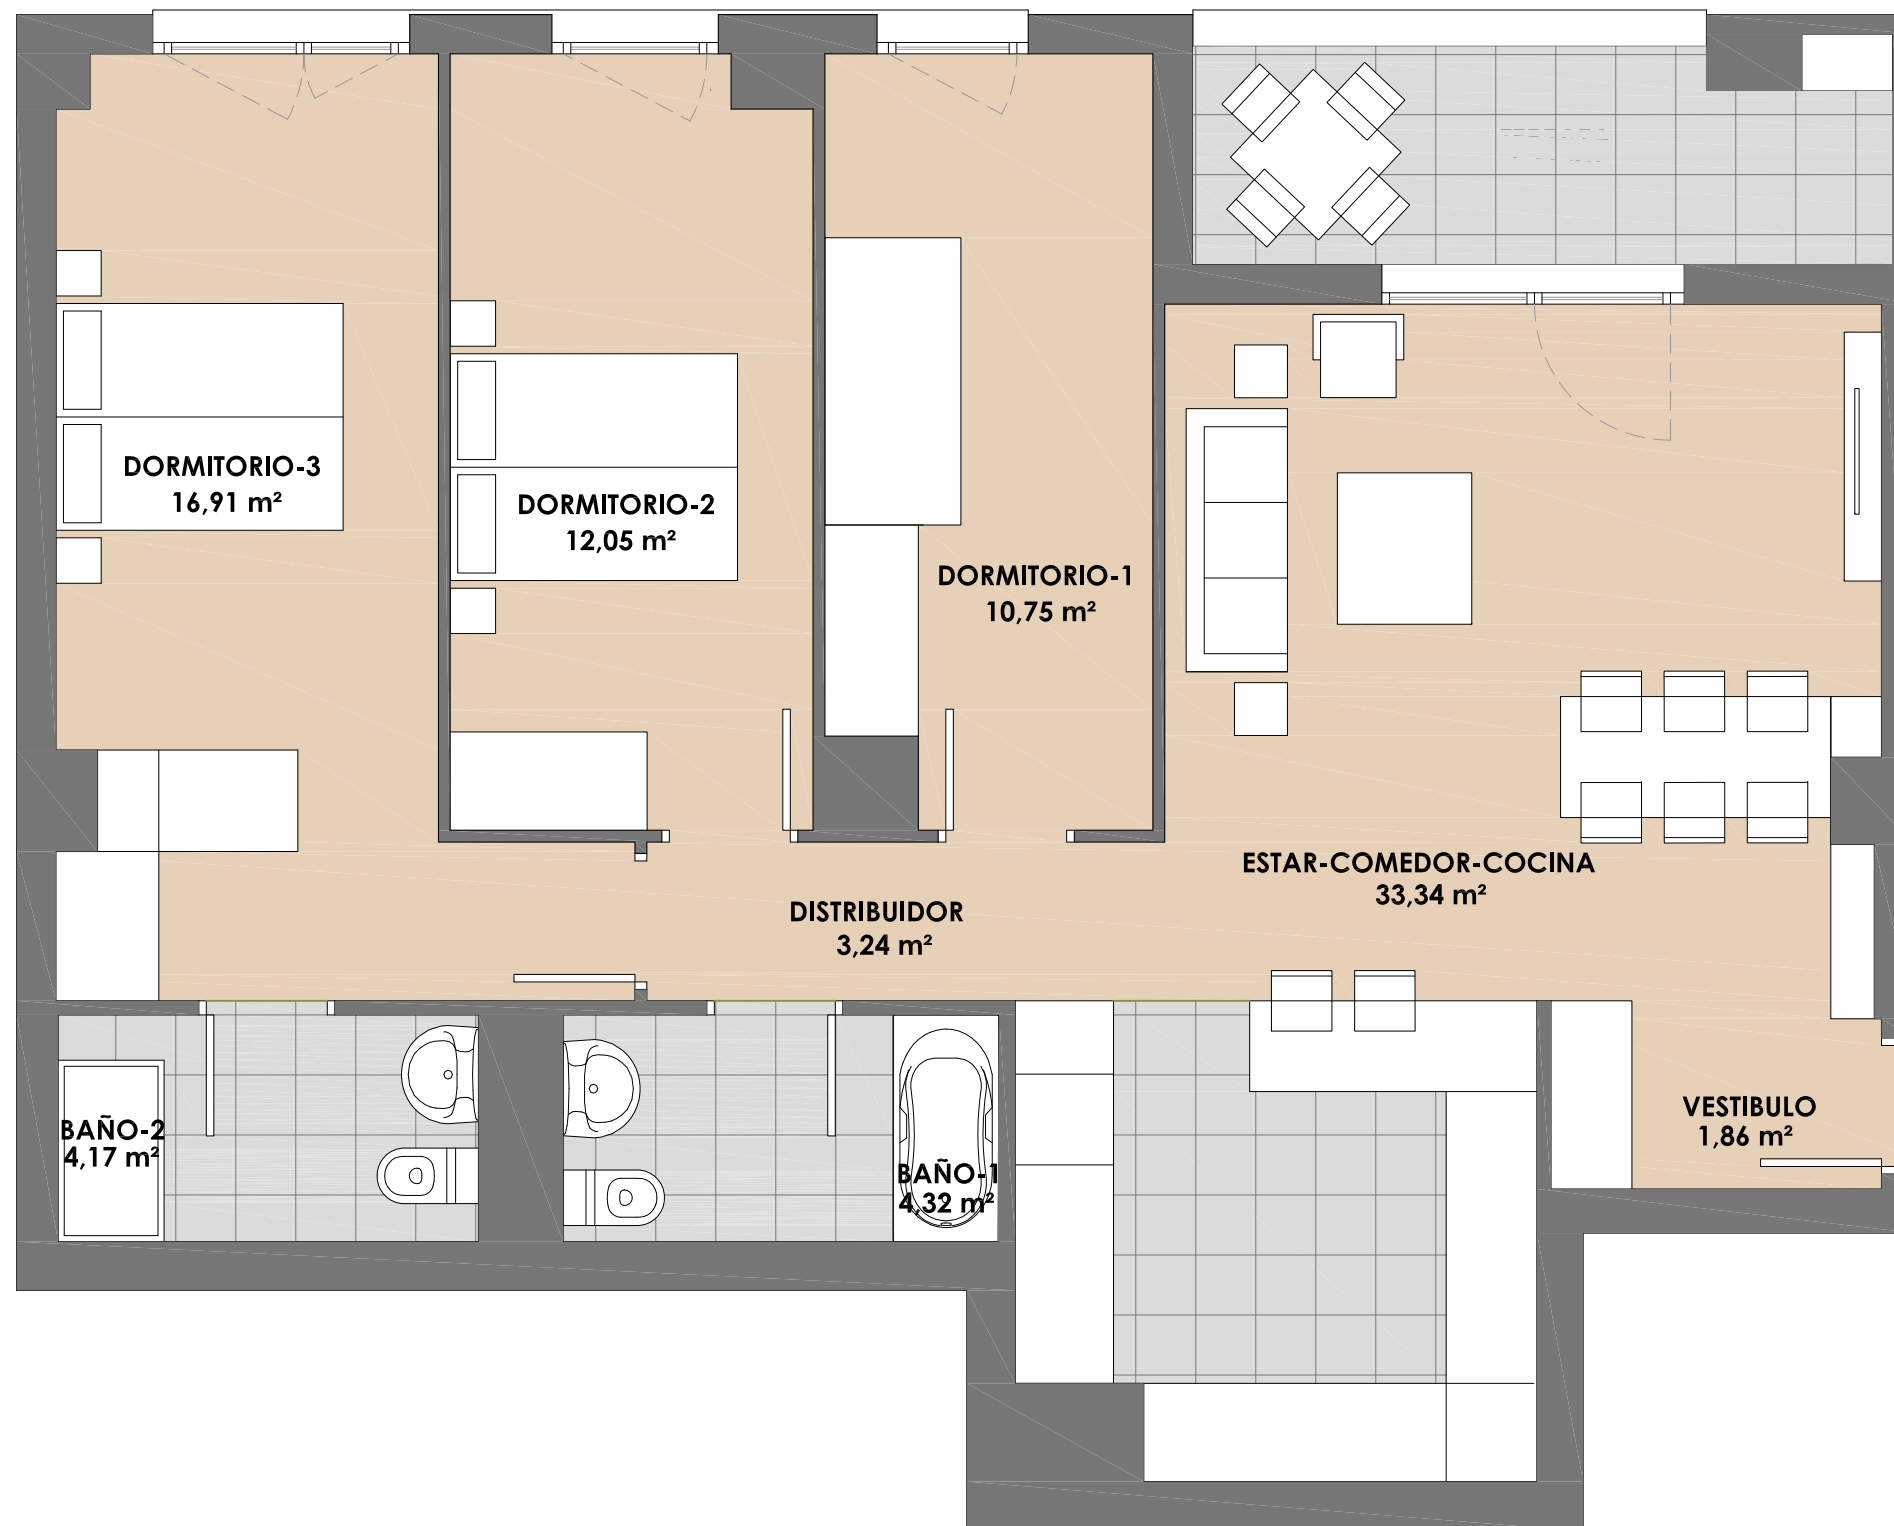 DORMITORIO-3
16,91 m²
DORMITORIO-2
12,05 m²
DORMITORIO-1
10,75 m²
ESTAR-COMEDOR-COCINA
33,34 m²
DISTRIBUIDOR
3,24 m²
BAÑO-2
4,17 m²
BAÑO-1
4,32 m²
VESTIBULO
1,86 m²